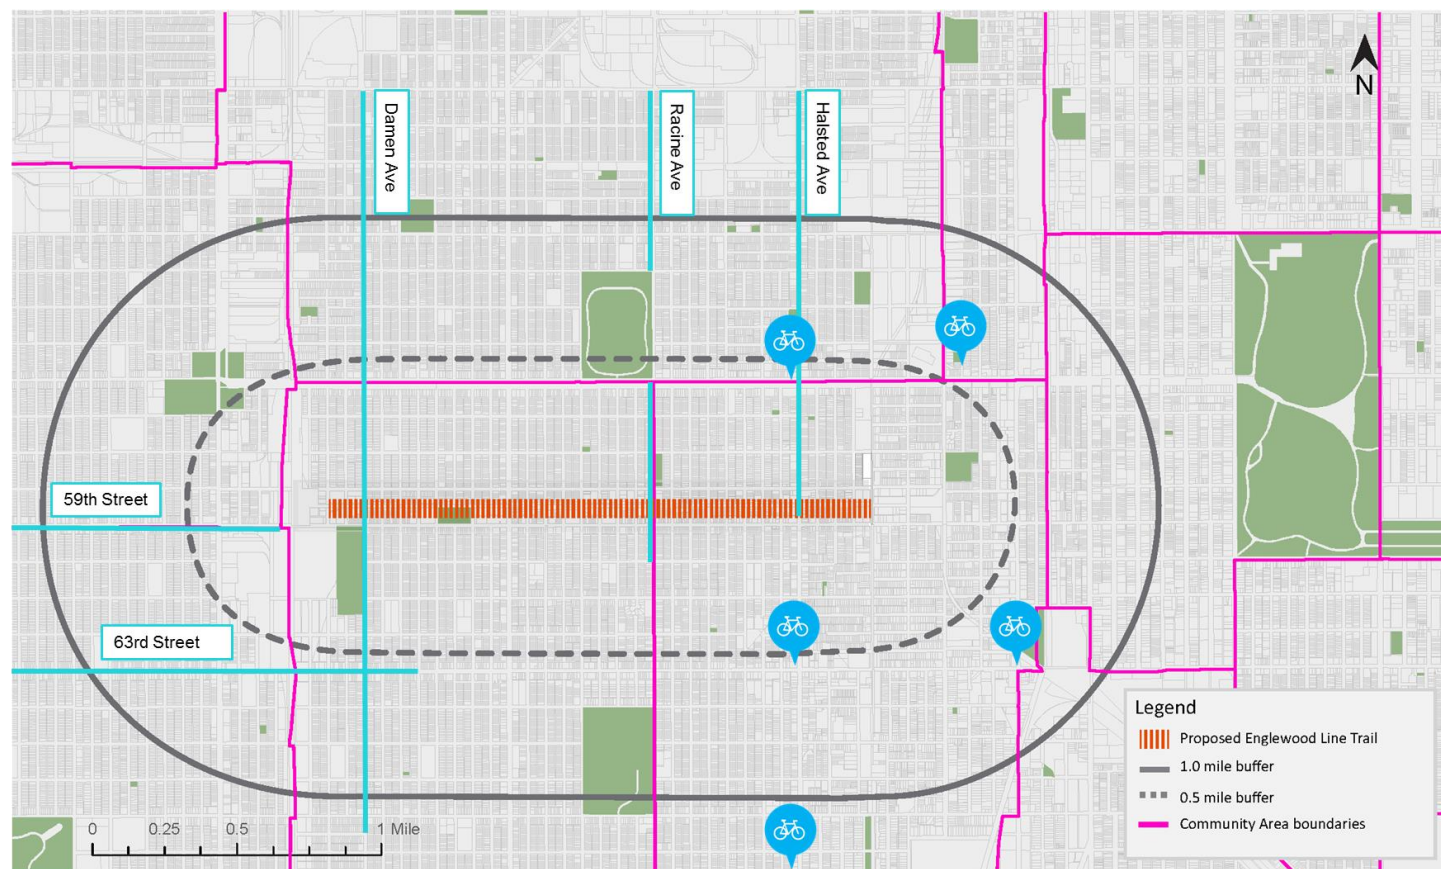 N
Damen Ave
Racine Ave
Halsted Ave
59th Street
63rd Street
Legend
Proposed Englewood Line Trail
1.0 mile buffer
0.5 mile buffer
Community Area boundaries
0 0.25 0.5 1 Mile